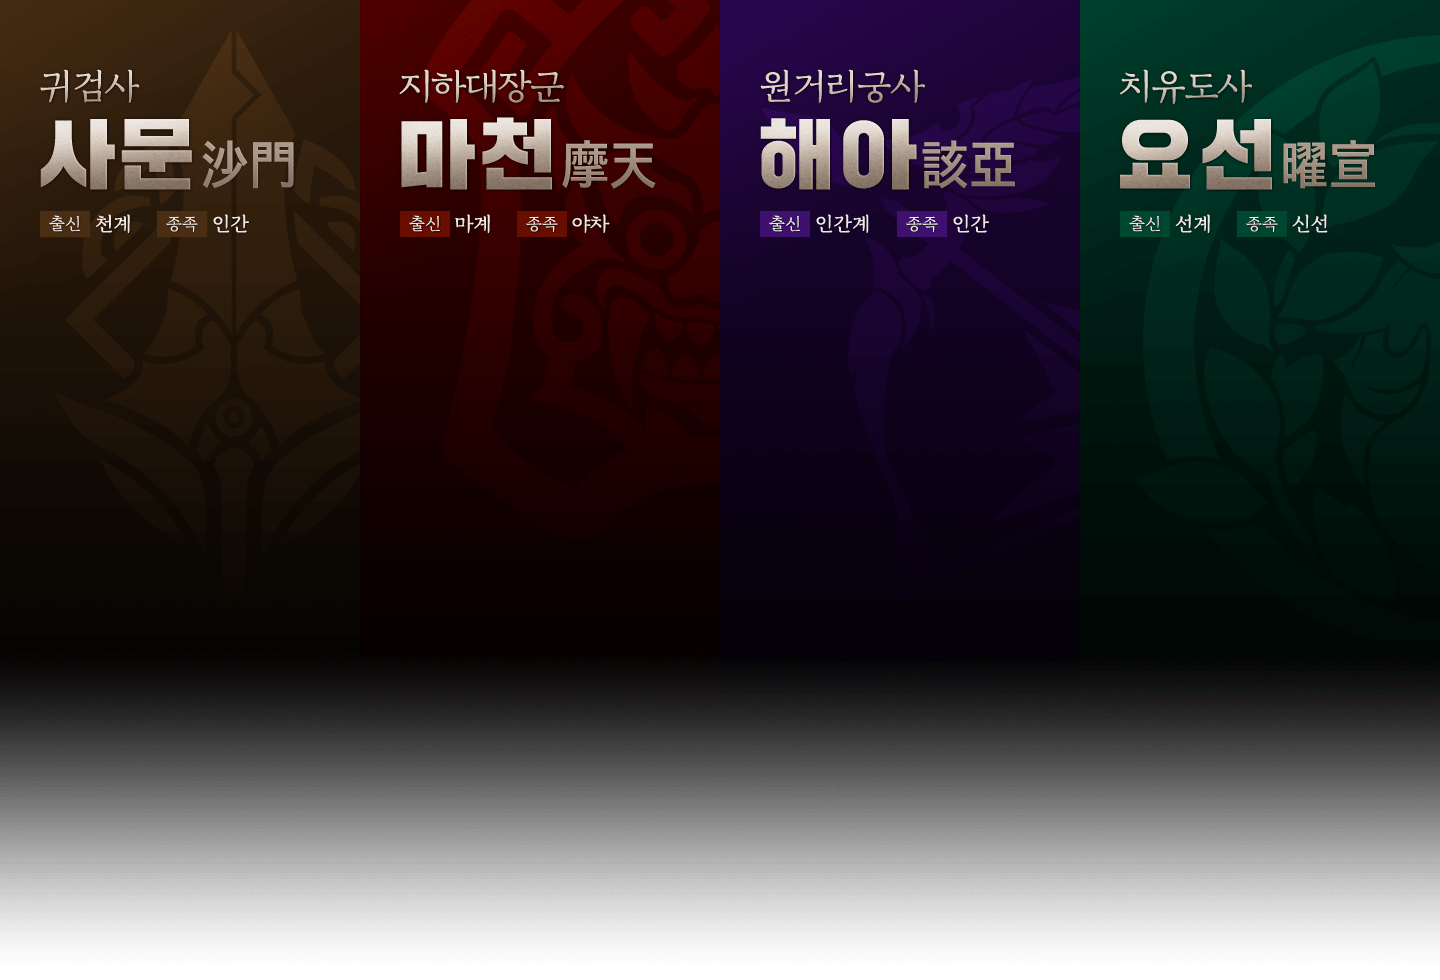 귀검사
사문 沙門
출신 천계 종족 인간
지하대장군
마천 摩天
출신 마계 종족 야차
원거리궁사
해아 該亞
출신 인간계 종족 인간
치유도사
요선 曜宣
출신 선계 종족 신선